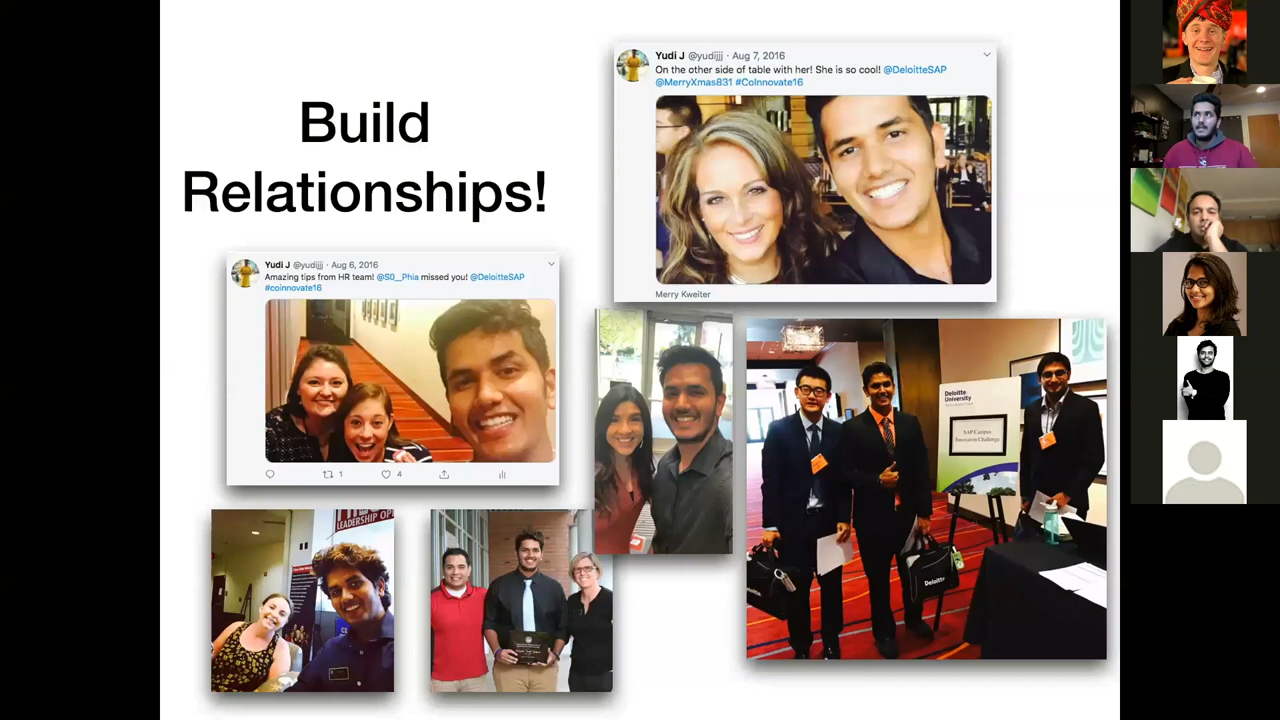 Build
Relationships!
Yudi J @yudijjj · Aug 7, 2016
On the other side of table with her! She is so cool! @DeloitteSAP
@MerryXmas831 #CoInnovate16
Merry Kweiter
Yudi J @yudijjj · Aug 6, 2016
Amazing tips from HR team! @S0__Phia missed you! @DeloitteSAP
#coinnovate16
1 4
LEADERSHIP
Deloitte
University
SAP Campus
Innovation Challenge
Deloitte